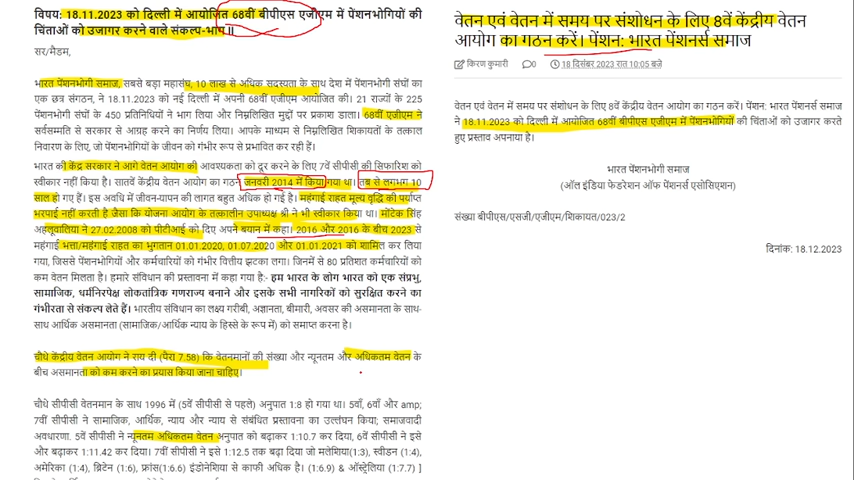 विषय: 18.11.2023 को दिल्ली में आयोजित 68वीं बीपीएस एजीएम में पेंशनभोगियों की
चिंताओं को उजागर करने वाले संकल्प-भाप ||
सर/मैडम,
भारत पेंशनभोगी समाज, सबसे बड़ा महासंघ, 10 लाख से अधिक सदस्यता के साथ देश में पेंशनभोगी संघों का
एक छत्र संगठन, ने 18.11.2023 को नई दिल्ली में अपनी 68वीं एजीएम आयोजित की। 21 राज्यों के 225
पेंशनभोगी संघों के 450 प्रतिनिधियों ने भाग लिया और निम्नलिखित मुद्दों पर प्रकाश डाला। 68वीं एजीएम ने
सर्वसम्मति से सरकार से आग्रह करने का निर्णय लिया। आपके माध्यम से निम्नलिखित शिकायतों के तत्काल
निवारण के लिए, जो पेंशनभोगियों के जीवन को गंभीर रूप से प्रभावित कर रही हैं।
भारत की केंद्र सरकार ने आगे वेतन आयोग की आवश्यकता को दूर करने के लिए 7वें सीपीसी की सिफारिश को
स्वीकार नहीं किया है। सातवें केंद्रीय वेतन आयोग का गठन जनवरी 2014 में किया गया था। तब से लगभग 10
साल हो गए हैं। इस अवधि में जीवन-यापन की लागत बहुत अधिक हो गई है। महंगाई राहत मूल्य वृद्धि की पर्याप्त
भरपाई नहीं करती है जैसा कि योजना आयोग के तत्कालीन उपाध्यक्ष श्री ने भी स्वीकार किया था। मोंटेक सिंह
अहलूवालिया ने 27.02.2008 को पीटीआई को दिए अपने बयान में कहा। 2016 और 2016 के बीच 2023 से
महंगाई भत्ता/महंगाई राहत का भुगतान 01.01.2020, 01.07.2020 और 01.01.2021 को शामिल कर लिया
गया, जिससे पेंशनभोगियों और कर्मचारियों को गंभीर वित्तीय झटका लगा। जिनमें से 80 प्रतिशत कर्मचारियों को
कम वेतन मिलता है। हमारे संविधान की प्रस्तावना में कहा गया है:- हम भारत के लोग भारत को एक संप्रभु,
सामाजिक, धर्मनिरपेक्ष लोकतांत्रिक गणराज्य बनाने और इसके सभी नागरिकों को सुरक्षित करने का
गंभीरता से संकल्प लेते हैं। भारतीय संविधान का लक्ष्य गरीबी, अज्ञानता, बीमारी, अवसर की असमानता के साथ-
साथ आर्थिक असमानता (सामाजिक/आर्थिक न्याय के हिस्से के रूप में) को समाप्त करना है।
चौथे केंद्रीय वेतन आयोग ने राय दी (पैरा 7.58) कि वेतनमानों की संख्या और न्यूनतम और अधिकतम वेतन के
बीच असमानता को कम करने का प्रयास किया जाना चाहिए।
चौथे सीपीसी वेतनमान के साथ 1996 में (5वें सीपीसी से पहले) अनुपात 1:8 हो गया था। 5वां, 6वां और amp;
7वीं सीपीसी ने सामाजिक, आर्थिक, न्याय और न्याय से संबंधित प्रस्तावना का उल्लंघन किया; समाजवादी
अवधारणा. 5वें सीपीसी ने न्यूनतम अधिकतम वेतन अनुपात को बढ़ाकर 1:10.7 कर दिया, 6वें सीपीसी ने इसे
और बढ़ाकर 1:11.42 कर दिया। 7वीं सीपीसी ने इसे 1:12.5 तक बढ़ा दिया जो मलेशिया(1:3), स्वीडन (1:4),
अमेरिका (1:4), ब्रिटेन (1:6), फ्रांस(1:6.6) इंडोनेशिया से काफी अधिक है। (1:6.9) & ऑस्ट्रेलिया (1:7.7) ]
वेतन एवं वेतन में समय पर संशोधन के लिए 8वें केंद्रीय वेतन
आयोग का गठन करें। पेंशन: भारत पेंशनर्स समाज
किरण कुमारी 0 18 दिसंबर 2023 रात 10:05 बजे
वेतन एवं वेतन में समय पर संशोधन के लिए 8वें केंद्रीय वेतन आयोग का गठन करें। पेंशन: भारत पेंशनर्स समाज
ने 18.11.2023 को दिल्ली में आयोजित 68वीं बीपीएस एजीएम में पेंशनभोगियों की चिंताओं को उजागर करते
हुए प्रस्ताव अपनाया है।
भारत पेंशनभोगी समाज
(ऑल इंडिया फेडरेशन ऑफ पेंशनर्स एसोसिएशन)
संख्या बीपीएस/एसजी/एजीएम/शिकायत/023/2
दिनांक: 18.12.2023